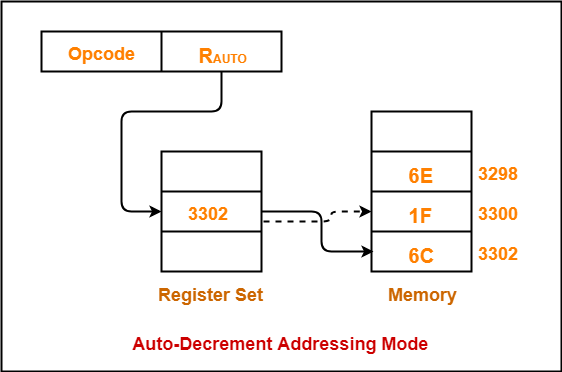 Opcode RAUTO
6E 3298
3302 1F 3300
6C 3302
Register Set Memory
Auto-Decrement Addressing Mode